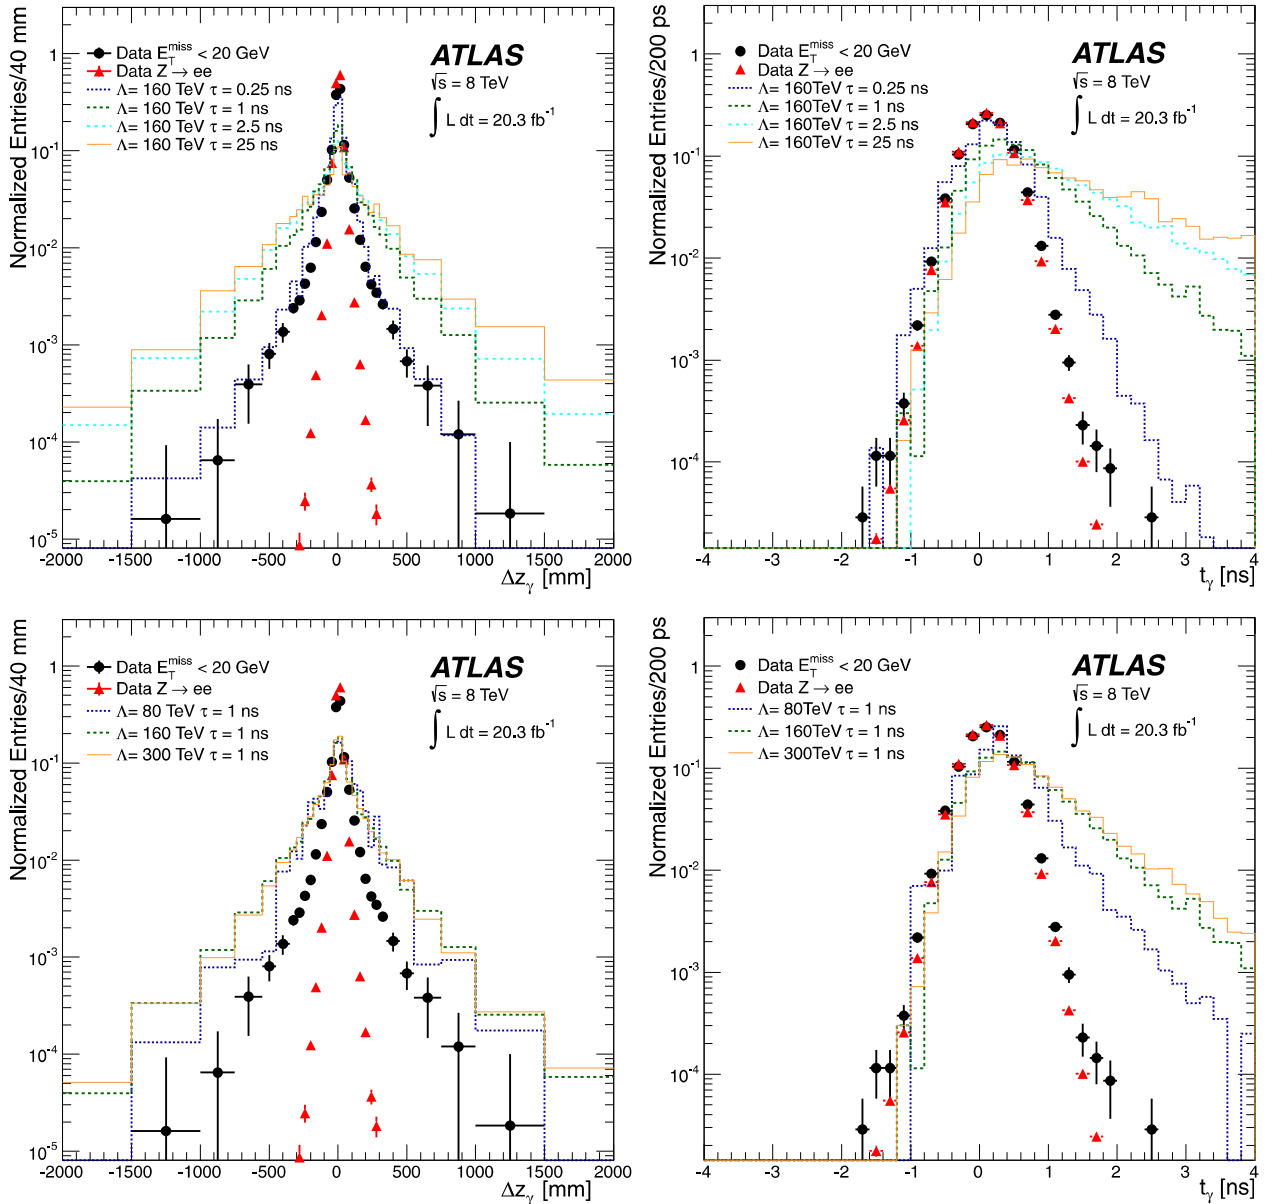 Normalized Entries/40 mm
1
10⁻¹
10⁻²
10⁻³
10⁻⁴
10⁻⁵
Data E_T^miss < 20 GeV
Data Z → ee
Λ= 160 TeV τ = 0.25 ns
Λ= 160 TeV τ = 1 ns
Λ= 160 TeV τ = 2.5 ns
Λ= 160 TeV τ = 25 ns
ATLAS
√s = 8 TeV
∫ L dt = 20.3 fb⁻¹
-2000 -1500 -1000 -500 0 500 1000 1500 2000
Δz_γ [mm]
Normalized Entries/200 ps
1
10⁻¹
10⁻²
10⁻³
10⁻⁴
Data E_T^miss < 20 GeV
Data Z → ee
Λ= 160TeV τ = 0.25 ns
Λ= 160TeV τ = 1 ns
Λ= 160TeV τ = 2.5 ns
Λ= 160TeV τ = 25 ns
ATLAS
√s = 8 TeV
∫ L dt = 20.3 fb⁻¹
-4 -3 -2 -1 0 1 2 3 4
t_γ [ns]
Normalized Entries/40 mm
1
10⁻¹
10⁻²
10⁻³
10⁻⁴
10⁻⁵
Data E_T^miss < 20 GeV
Data Z → ee
Λ= 80 TeV τ = 1 ns
Λ= 160 TeV τ = 1 ns
Λ= 300 TeV τ = 1 ns
ATLAS
√s = 8 TeV
∫ L dt = 20.3 fb⁻¹
-2000 -1500 -1000 -500 0 500 1000 1500 2000
Δz_γ [mm]
Normalized Entries/200 ps
1
10⁻¹
10⁻²
10⁻³
10⁻⁴
Data E_T^miss < 20 GeV
Data Z → ee
Λ= 80TeV τ = 1 ns
Λ= 160TeV τ = 1 ns
Λ= 300TeV τ = 1 ns
ATLAS
√s = 8 TeV
∫ L dt = 20.3 fb⁻¹
-4 -3 -2 -1 0 1 2 3 4
t_γ [ns]